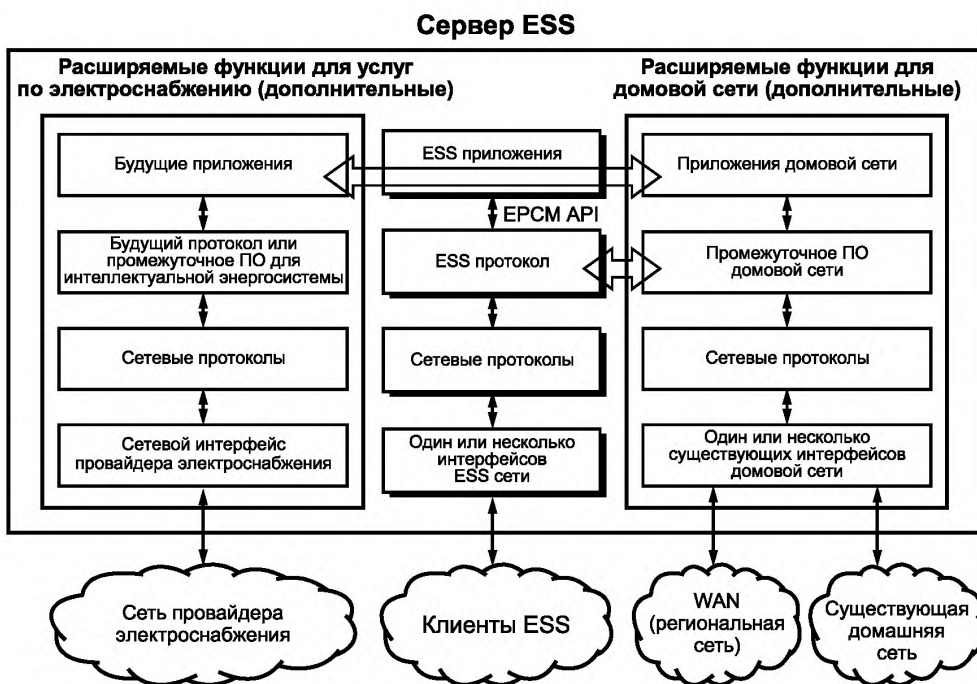 Сервер ESS
Расширяемые функции для услуг
по электроснабжению (дополнительные)
Будущие приложения
Будущий протокол или
промежуточное ПО для
интеллектуальной энергосистемы
Сетевые протоколы
Сетевой интерфейс
провайдера электроснабжения
ESS приложения
EPCM API
ESS протокол
Сетевые протоколы
Один или несколько
интерфейсов
ESS сети
Расширяемые функции для
домовой сети (дополнительные)
Приложения домовой сети
Промежуточное ПО
домовой сети
Сетевые протоколы
Один или несколько
существующих интерфейсов
домовой сети
Сеть провайдера
электроснабжения
Клиенты ESS
WAN
(региональная
сеть)
Существующая
домашняя
сеть